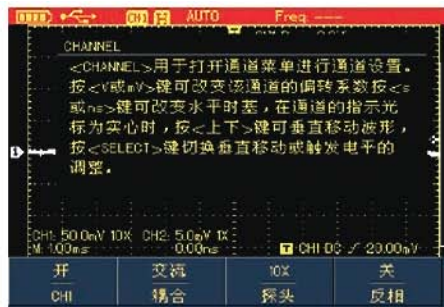 CH1 AUTO Freq ----
CHANNEL
<CHANNEL>用于打开通道菜单进行通道设置。
按<V或mV>键可改变该通道的偏转系数按<s
或ns>键可改变水平时基，在通道的指示光
标为实心时，按<上下>键可垂直移动波形，
按<SELECT>键切换垂直移动或触发电平的
调整。
CH1: 50.0mV 10X CH2: 5.0mV 1X
M: 1.00ms 0.00ns T CH1 DC 20.00mV
开 交流 10X 关
CH1 耦合 探头 反相